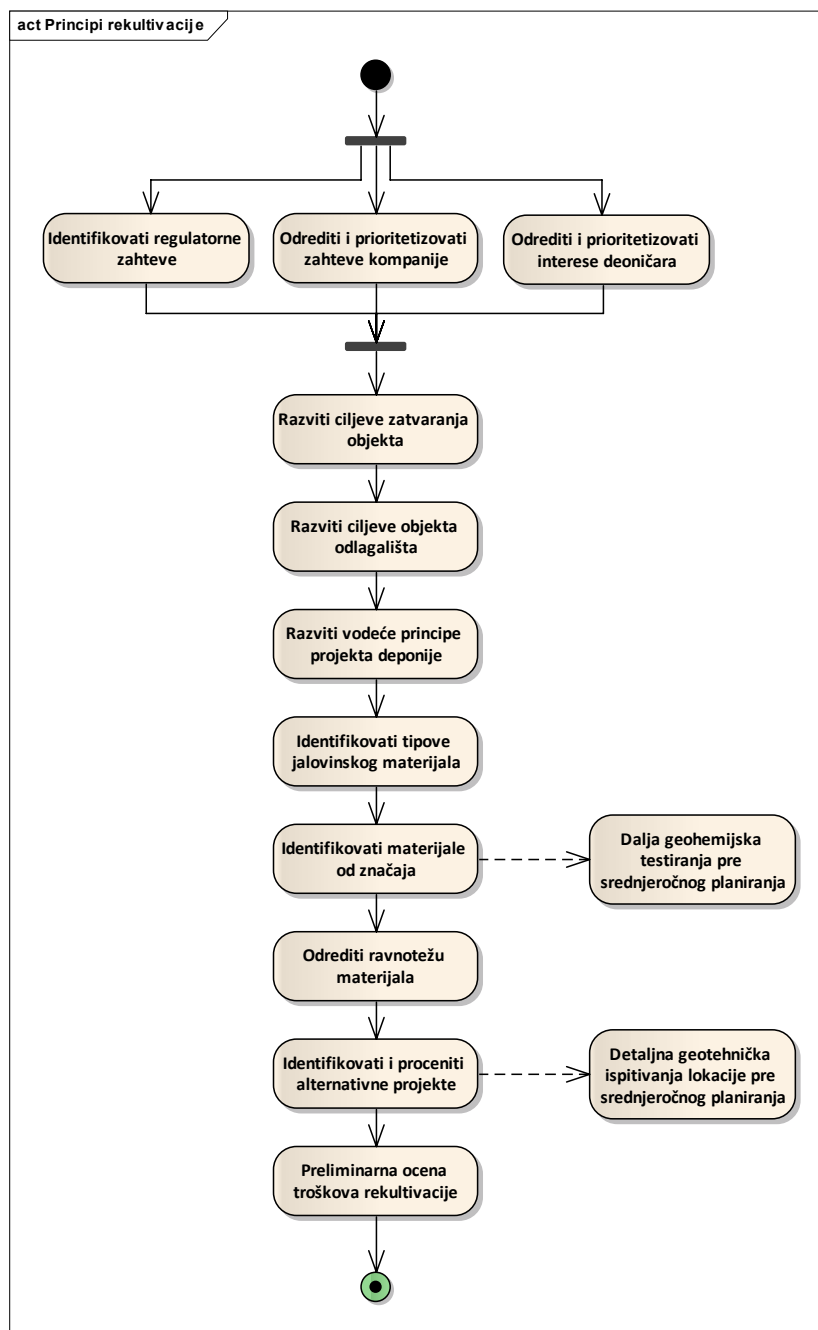 act Principi rekultivacije
Identifikovati regulatorne
zahteve
Odrediti i prioritetizovati
zahteve kompanije
Odrediti i prioritetizovati
interese deoničara
Razviti ciljeve zatvaranja
objekta
Razviti ciljeve objekta
odlagališta
Razviti vodeće principe
projekta deponije
Identifikovati tipove
jalovinskog materijala
Identifikovati materijale
od značaja
Dalja geohemijska
testiranja pre
srednjeročnog planiranja
Odrediti ravnotežu
materijala
Identifikovati i proceniti
alternativne projekte
Detaljna geotehnička
ispitivanja lokacije pre
srednjeročnog planiranja
Preliminarna ocena
troškova rekultivacije